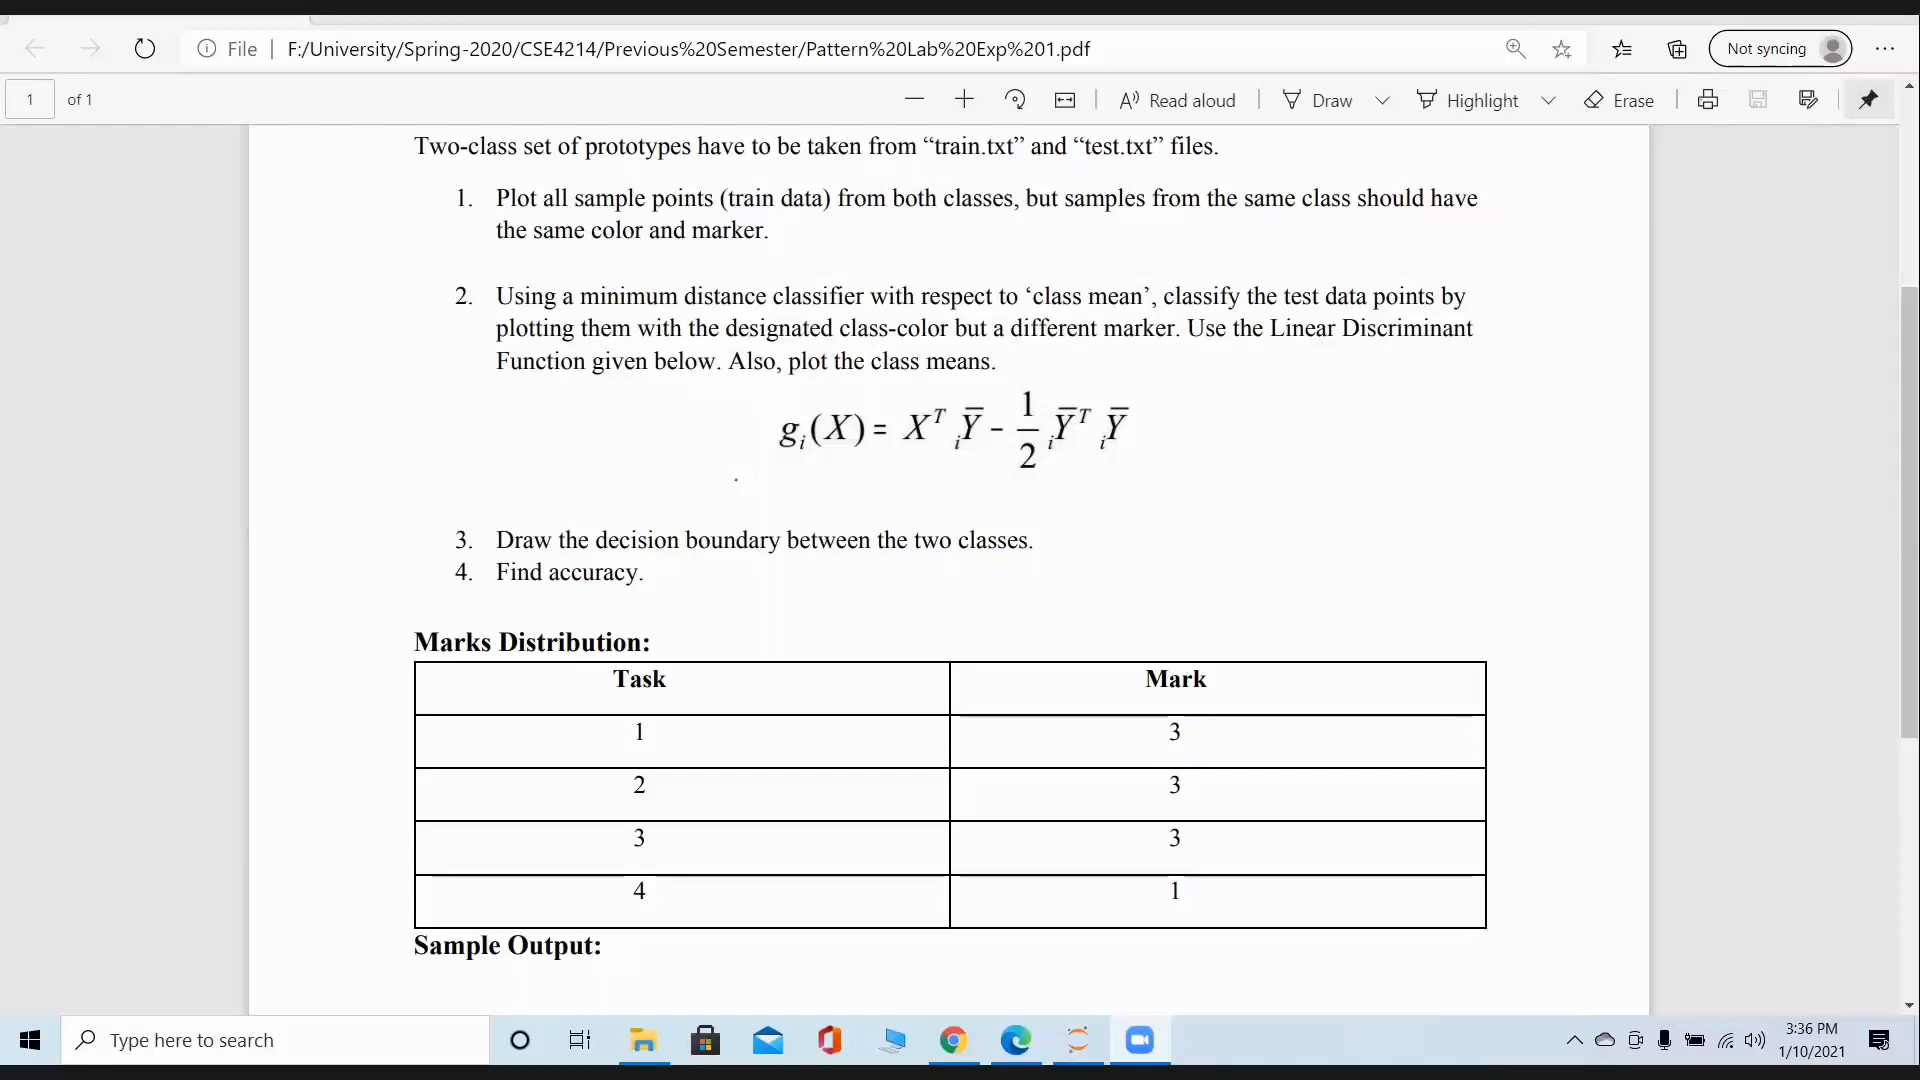 File | F:/University/Spring-2020/CSE4214/Previous%20Semester/Pattern%20Lab%20Exp%201.pdf Not syncing
1 of 1 Read aloud Draw Highlight Erase
Two-class set of prototypes have to be taken from “train.txt” and “test.txt” files.
1. Plot all sample points (train data) from both classes, but samples from the same class should have
the same color and marker.
2. Using a minimum distance classifier with respect to ‘class mean’, classify the test data points by
plotting them with the designated class-color but a different marker. Use the Linear Discriminant
Function given below. Also, plot the class means.
g_i(X) = X^T _iȲ - 1/2 _iȲ^T _iȲ
3. Draw the decision boundary between the two classes.
4. Find accuracy.
Marks Distribution:
Task Mark
1 3
2 3
3 3
4 1
Sample Output:
Type here to search
3:36 PM
1/10/2021